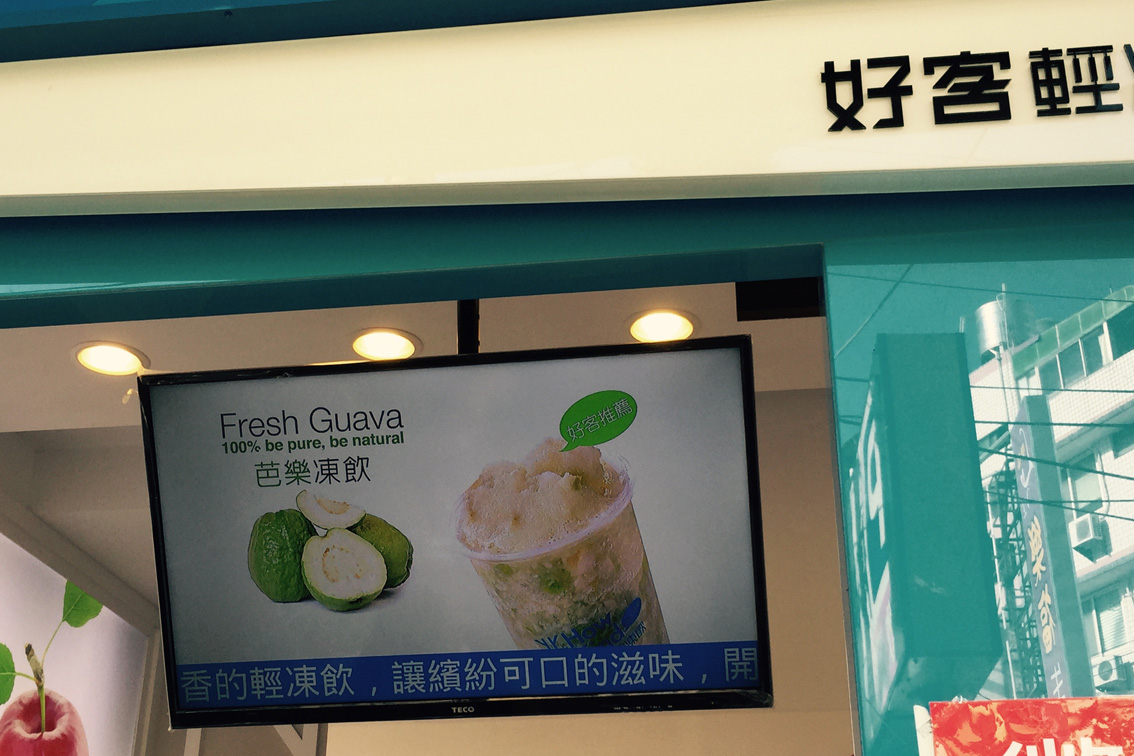 好客輕
Fresh Guava
100% be pure, be natural
芭樂凍飲
好客推薦
香的輕凍飲，讓繽紛可口的滋味，開
TECO